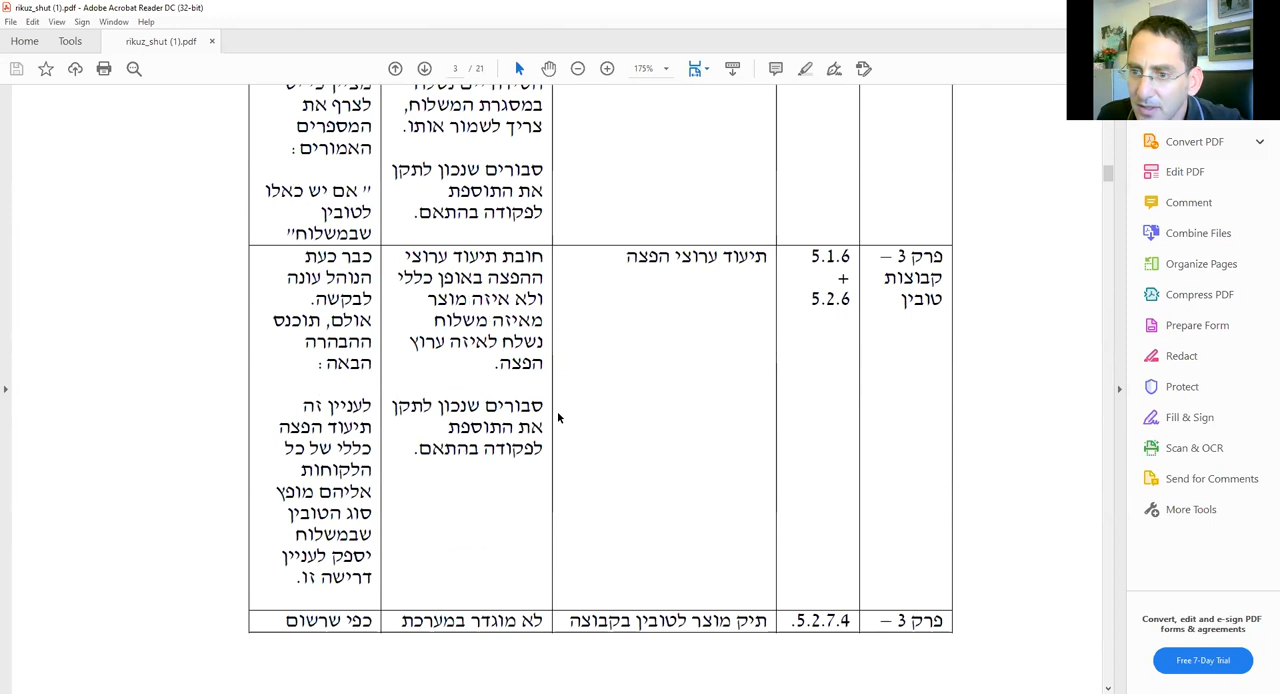 rikuz_shut (1).pdf - Adobe Acrobat Reader DC (32-bit)
File Edit View Sign Window Help
Home Tools rikuz_shut (1).pdf ×
3 / 21 175%
לצרף את
המספרים
האמורים :
" אם יש כאלו
לטובין
שבמשלוח"
במסגרת המשלוח,
צריך לשמור אותו.
סבורים שנכון לתקן
את התוספת
לפקודה בהתאם.
פרק 3 –
קבוצות
טובין
5.1.6
+
5.2.6
תיעוד ערוצי הפצה
חובת תיעוד ערוצי
ההפצה באופן כללי
ולא איזה מוצר
מאיזה משלוח
נשלח לאיזה ערוץ
הפצה.
סבורים שנכון לתקן
את התוספת
לפקודה בהתאם.
כבר כעת
הנוהל עונה
לבקשה.
אולם, תוכנס
ההבהרה
הבאה :
לעניין זה
תיעוד הפצה
כללי של כל
הלקוחות
אליהם מופץ
סוג הטובין
שבמשלוח
יספק לעניין
דרישה זו.
פרק 3 –
5.2.7.4.
תיק מוצר לטובין בקבוצה
לא מוגדר במערכת
כפי שרשום
Convert PDF
Edit PDF
Comment
Combine Files
Organize Pages
Compress PDF
Prepare Form
Redact
Protect
Fill & Sign
Scan & OCR
Send for Comments
More Tools
Convert, edit and e-sign PDF
forms & agreements
Free 7-Day Trial